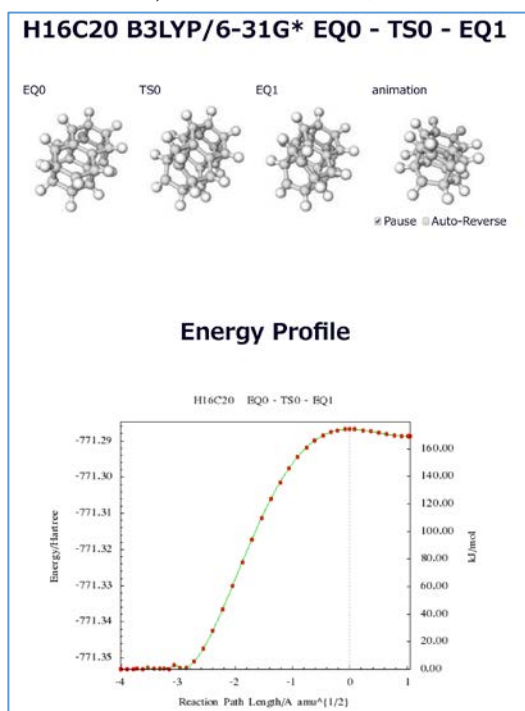 H16C20 B3LYP/6-31G* EQ0 - TS0 - EQ1
EQ0 TS0 EQ1 animation
Pause Auto-Reverse
Energy Profile
H16C20 EQ0 - TS0 - EQ1
-771.29
-771.30
-771.31
-771.32
-771.33
-771.34
-771.35
Energy/Hartree
160.00
140.00
120.00
100.00
80.00
60.00
40.00
20.00
0.00
kJ/mol
-4 -3 -2 -1 0 1
Reaction Path Length/A amu^{1/2}